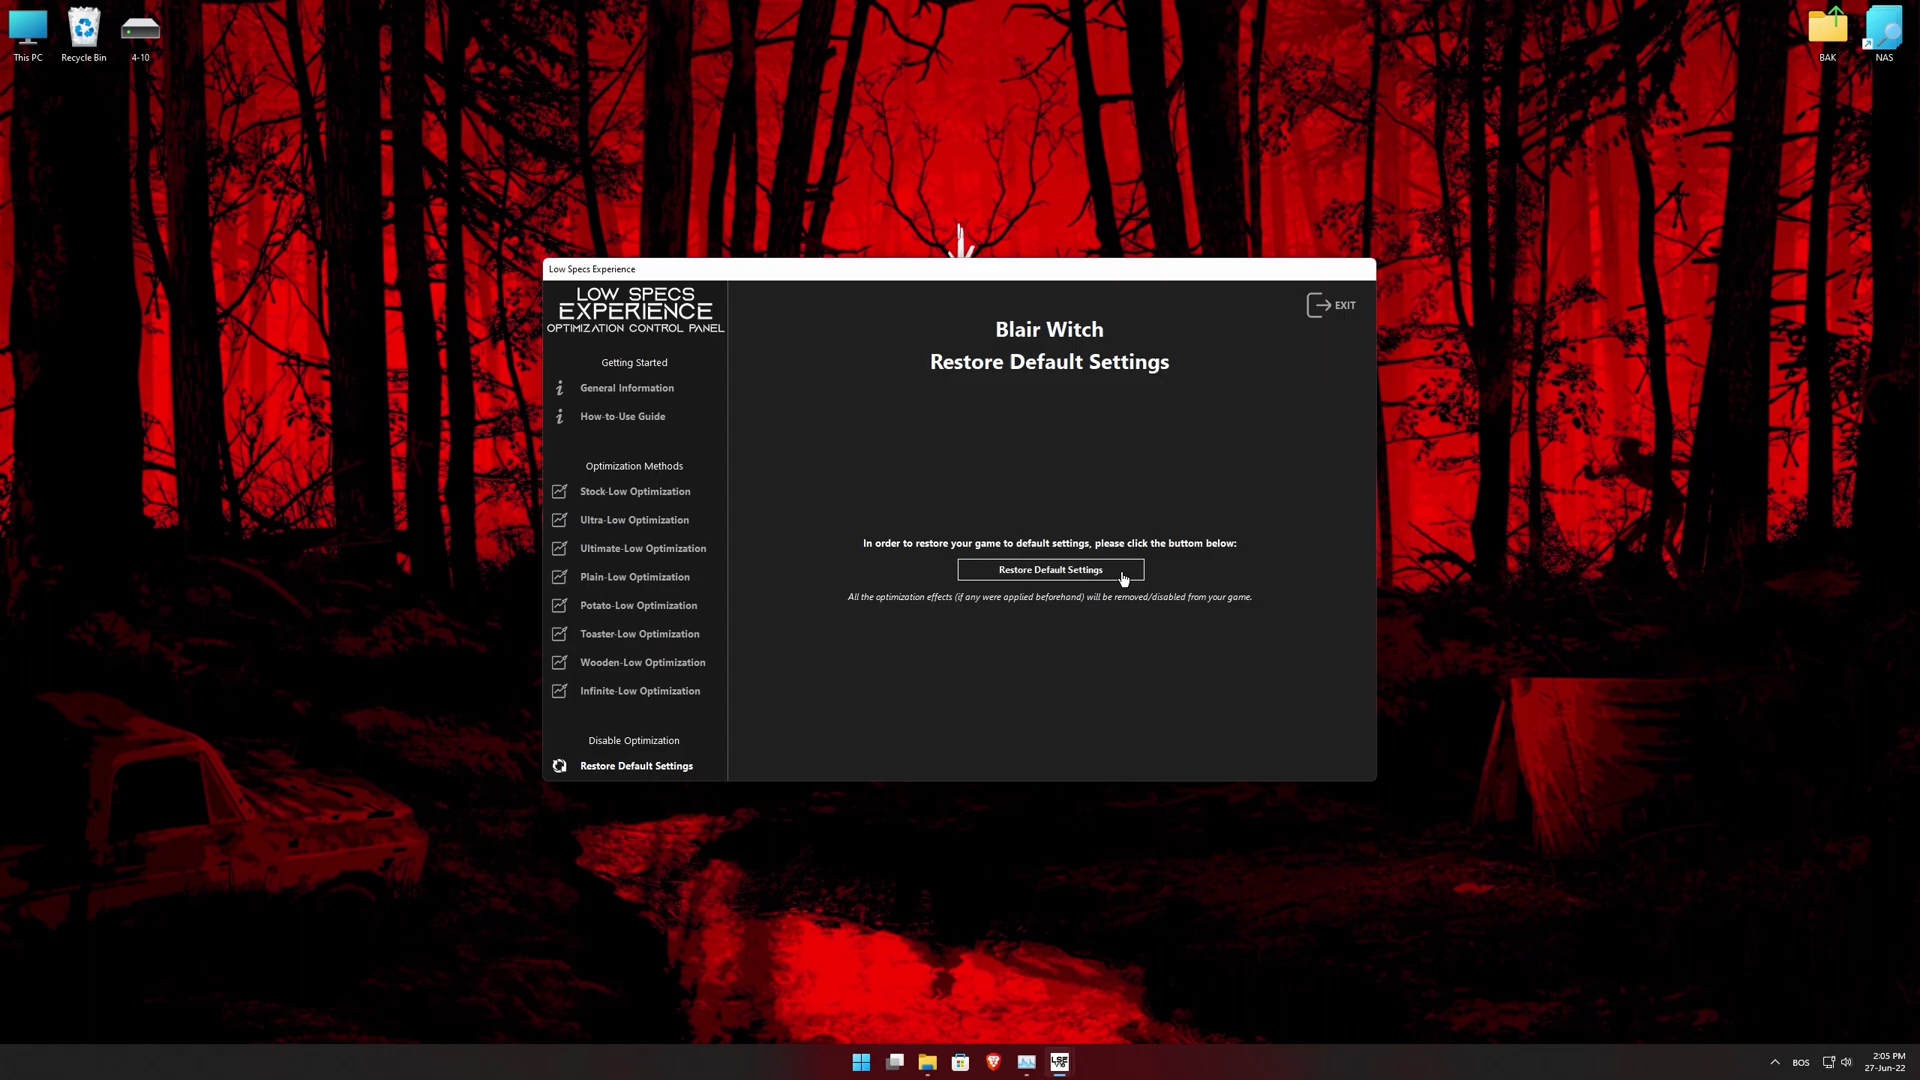 This PC
Recycle Bin
4-10
BAK
NAS
Low Specs Experience
LOW SPECS
EXPERIENCE
OPTIMIZATION CONTROL PANEL
Getting Started
General Information
How-to-Use Guide
Optimization Methods
Stock-Low Optimization
Ultra-Low Optimization
Ultimate-Low Optimization
Plain-Low Optimization
Potato-Low Optimization
Toaster-Low Optimization
Wooden-Low Optimization
Infinite-Low Optimization
Disable Optimization
Restore Default Settings
EXIT
Blair Witch
Restore Default Settings
In order to restore your game to default settings, please click the buttom below:
Restore Default Settings
All the optimization effects (if any were applied beforehand) will be removed/disabled from your game.
BOS
2:05 PM
27-Jun-22